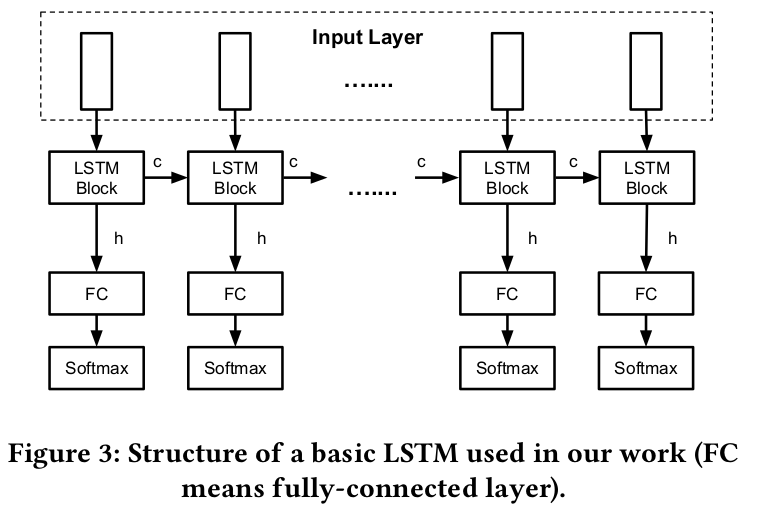 Input Layer
…....
LSTM Block
c
LSTM Block
c
…....
c
LSTM Block
c
LSTM Block
h
h
h
h
FC
FC
FC
FC
Softmax
Softmax
Softmax
Softmax
Figure 3: Structure of a basic LSTM used in our work (FC
means fully-connected layer).